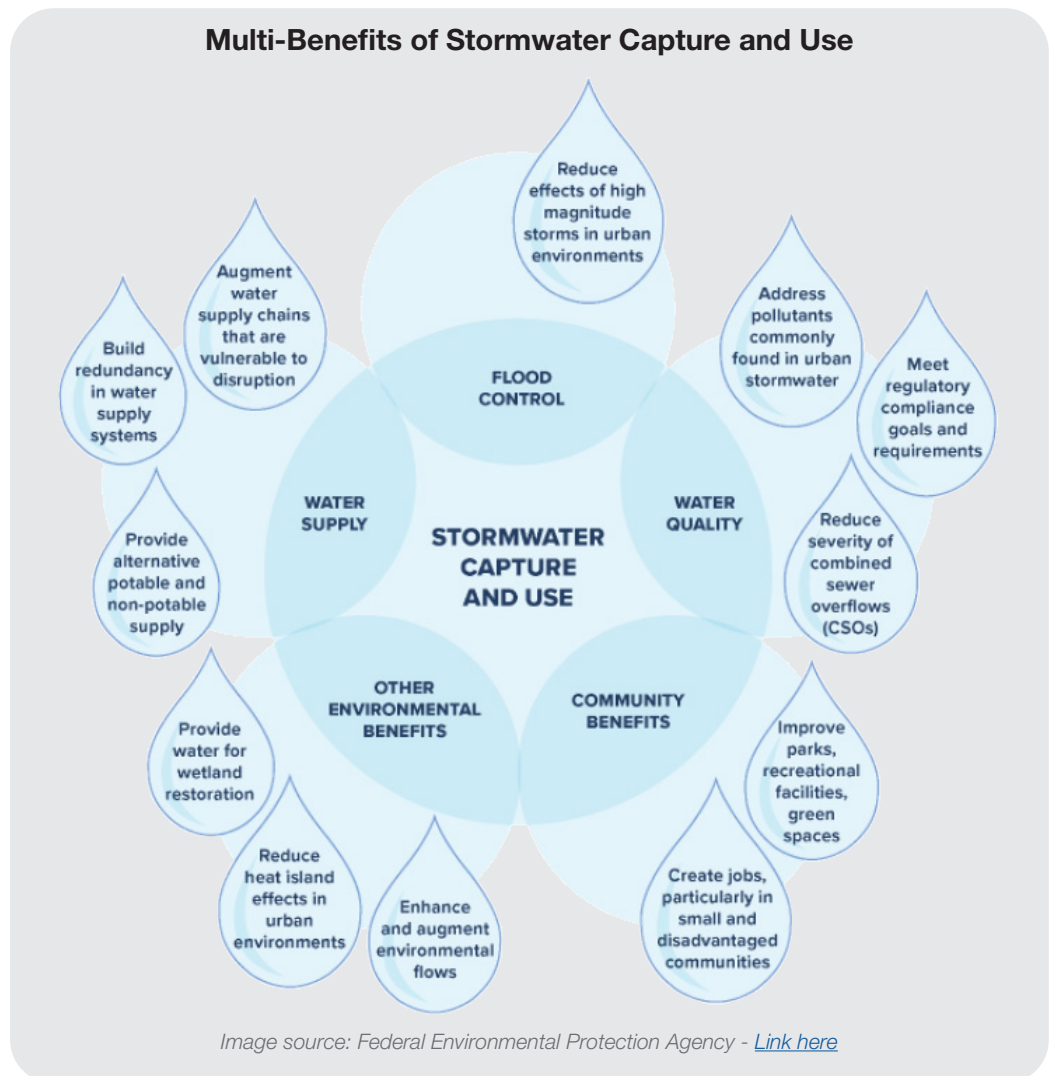 Multi-Benefits of Stormwater Capture and Use
Reduce
effects of high
magnitude
storms in urban
environments
Augment
water
supply chains
that are
vulnerable to
disruption
Build
redundancy
in water
supply
systems
Provide
alternative
potable and
non-potable
supply
Address
pollutants
commonly
found in urban
stormwater
Meet
regulatory
compliance
goals and
requirements
Reduce
severity of
combined
sewer
overflows
(CSOs)
FLOOD
CONTROL
WATER
SUPPLY
WATER
QUALITY
STORMWATER
CAPTURE
AND USE
OTHER
ENVIRONMENTAL
BENEFITS
COMMUNITY
BENEFITS
Provide
water for
wetland
restoration
Reduce
heat island
effects in
urban
environments
Enhance
and augment
environmental
flows
Improve
parks,
recreational
facilities,
green
spaces
Create jobs,
particularly in
small and
disadvantaged
communities
Image source: Federal Environmental Protection Agency - Link here